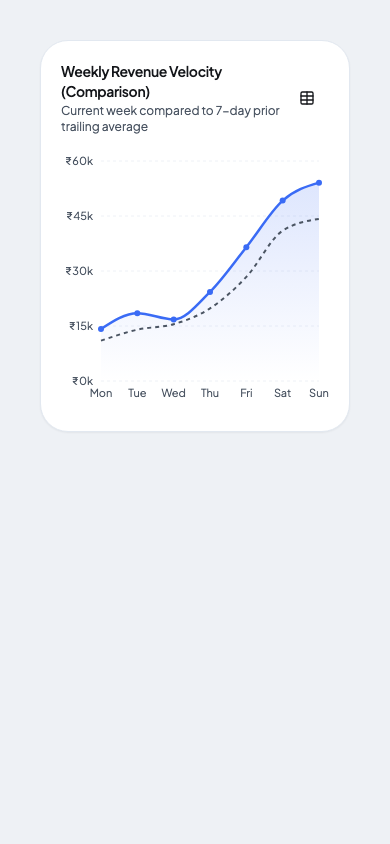 Weekly Revenue Velocity
(Comparison)
Current week compared to 7-day prior
trailing average
₹60k
₹45k
₹30k
₹15k
₹0k
Mon Tue Wed Thu Fri Sat Sun